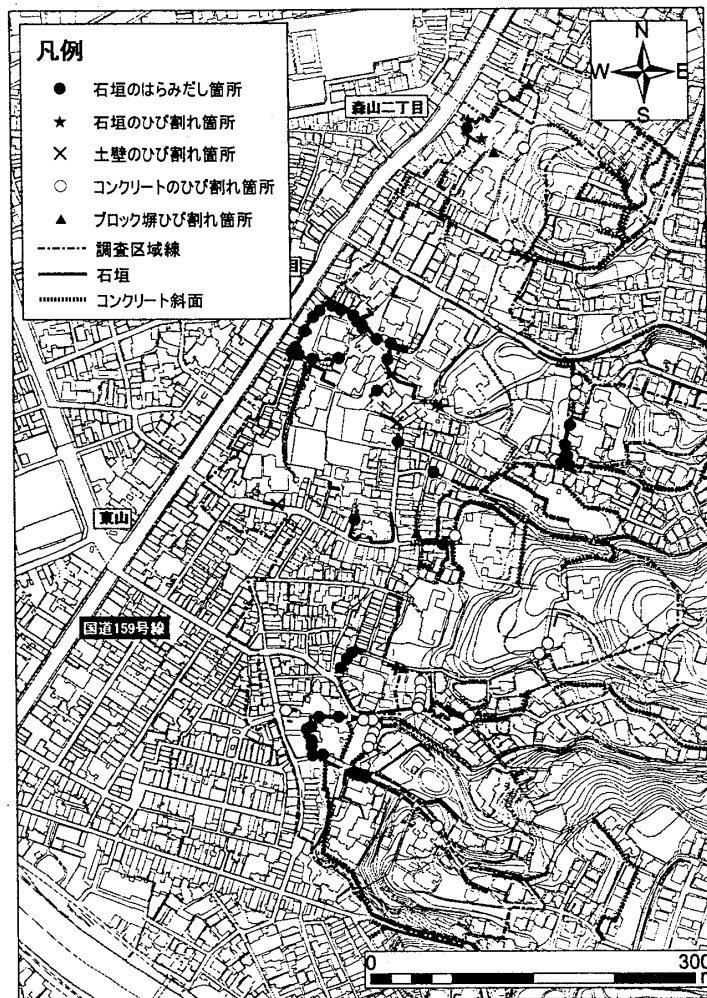 凡例
石垣のはらみだし箇所
石垣のひび割れ箇所
土壁のひび割れ箇所
コンクリートのひび割れ箇所
ブロック塀ひび割れ箇所
調査区域線
石垣
コンクリート斜面
N
W E
S
森山二丁目
目
東山
国道159号線
0 300
m